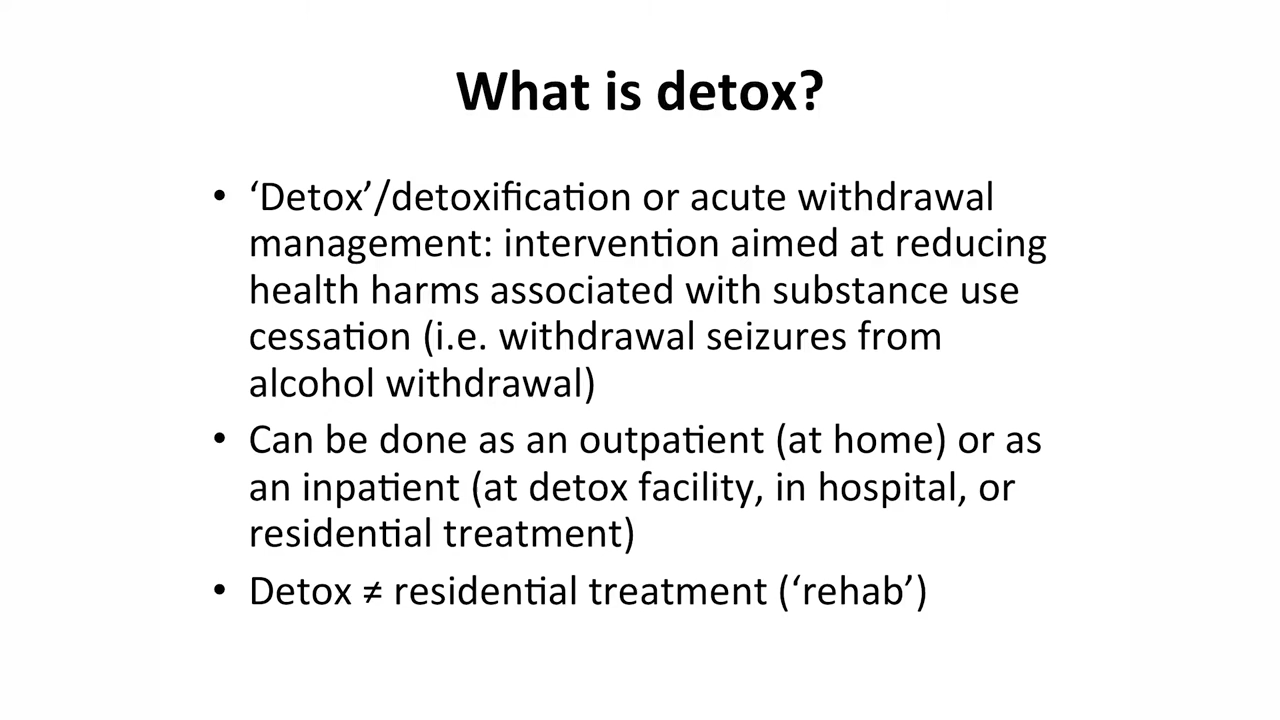 What is detox?
• ‘Detox’/detoxification or acute withdrawal
management: intervention aimed at reducing
health harms associated with substance use
cessation (i.e. withdrawal seizures from
alcohol withdrawal)
• Can be done as an outpatient (at home) or as
an inpatient (at detox facility, in hospital, or
residential treatment)
• Detox ≠ residential treatment (‘rehab’)